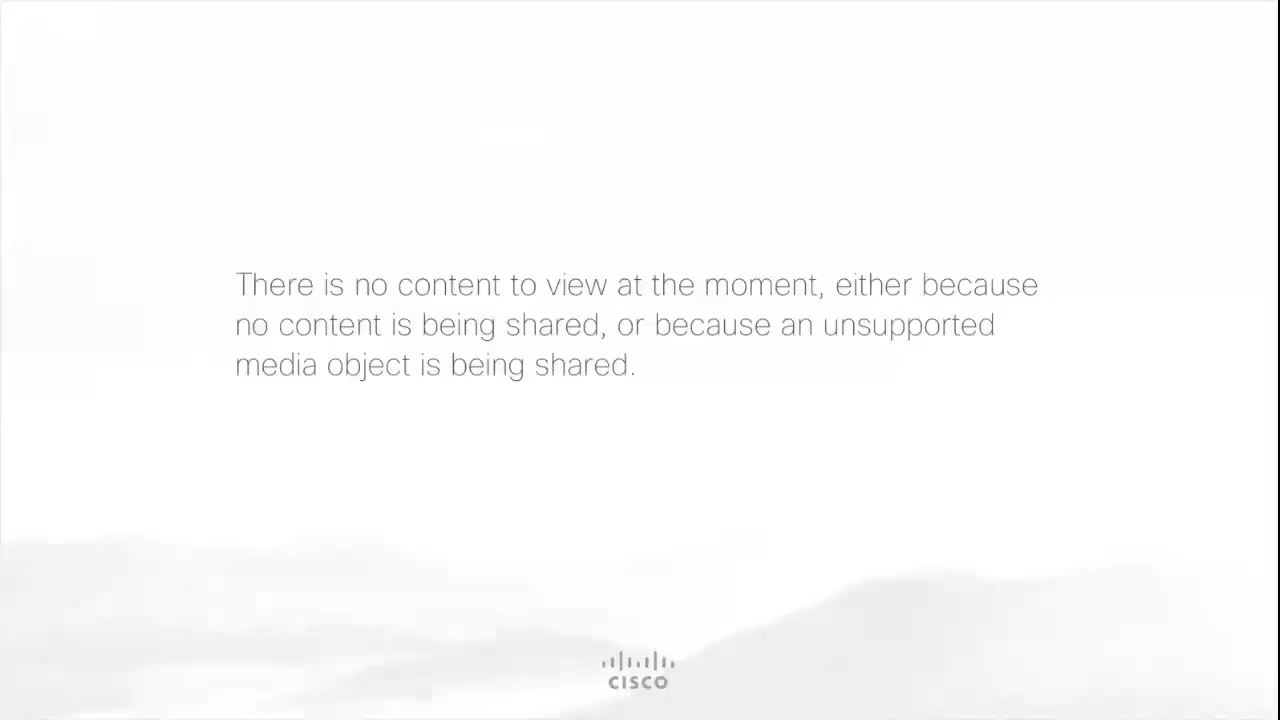 There is no content to view at the moment, either because
no content is being shared, or because an unsupported
media object is being shared.
CISCO